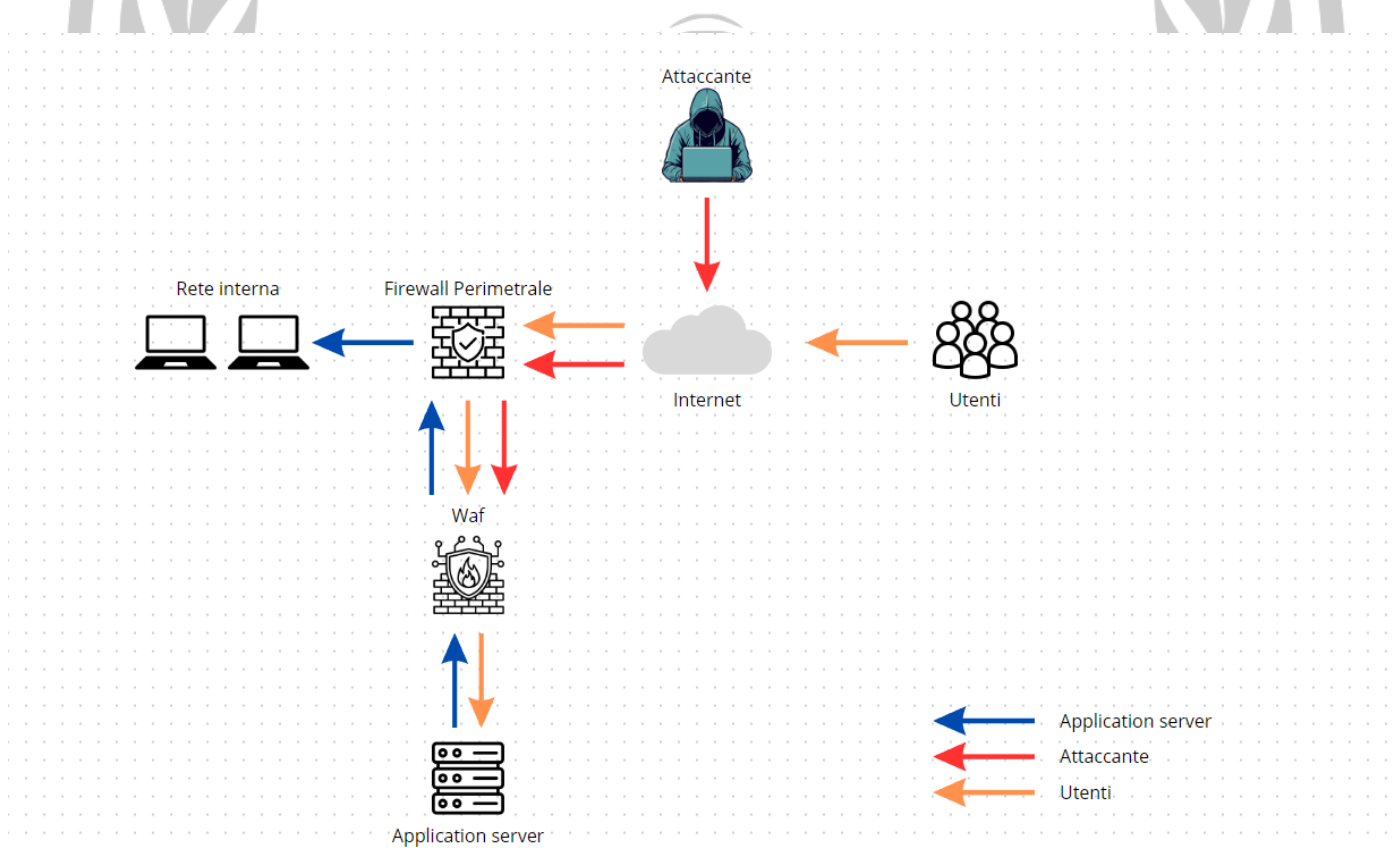 Attaccante
Rete interna
Firewall Perimetrale
Internet
Utenti
Waf
Application server
Attaccante
Utenti
Application server